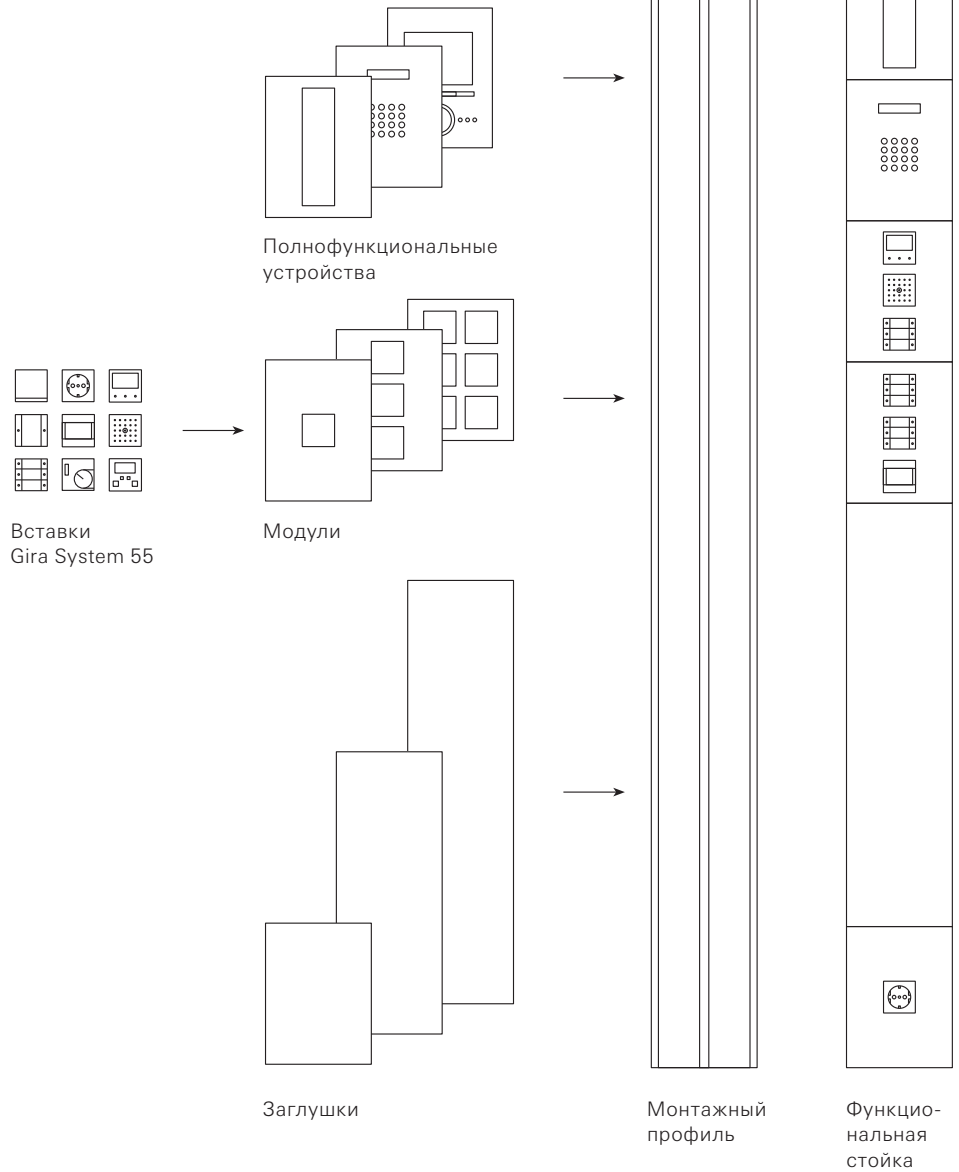 Полнофункциональные
устройства
Вставки
Gira System 55
Модули
Заглушки
Монтажный
профиль
Функцио-
нальная
стойка